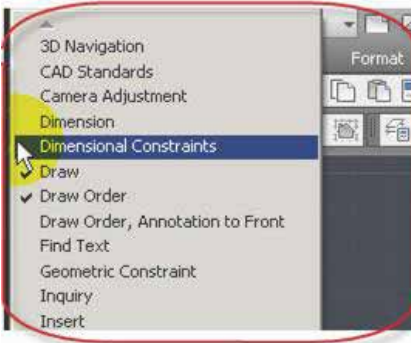 3D Navigation
CAD Standards
Camera Adjustment
Dimension
Dimensional Constraints
Draw
Draw Order
Draw Order, Annotation to Front
Find Text
Geometric Constraint
Inquiry
Insert
Format